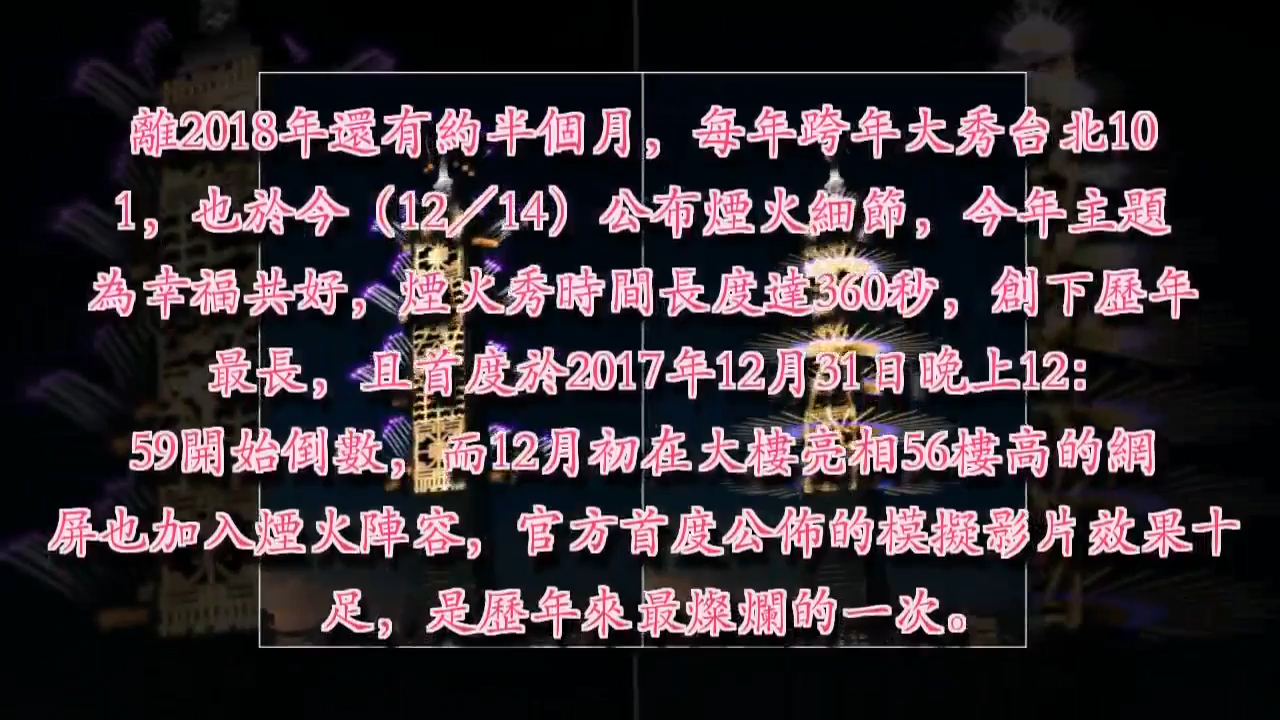 離2018年還有約半個月，每年跨年大秀台北10
1，也於今（12／14）公布煙火細節，今年主題
為幸福共好，煙火秀時間長度達360秒，創下歷年
最長，且首度於2017年12月31日晚上12：
59開始倒數，而12月初在大樓亮相56樓高的網
屏也加入煙火陣容，官方首度公佈的模擬影片效果十
足，是歷年來最燦爛的一次。